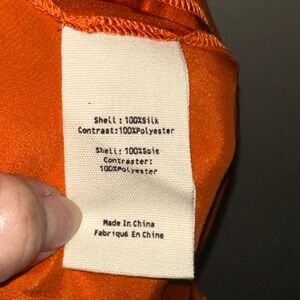 Shell: 100%Silk
Contrast:100%Polyester
Shell: 100%Soie
Contraster:
100%Polyester
Made In China
Fabriqué En Chine